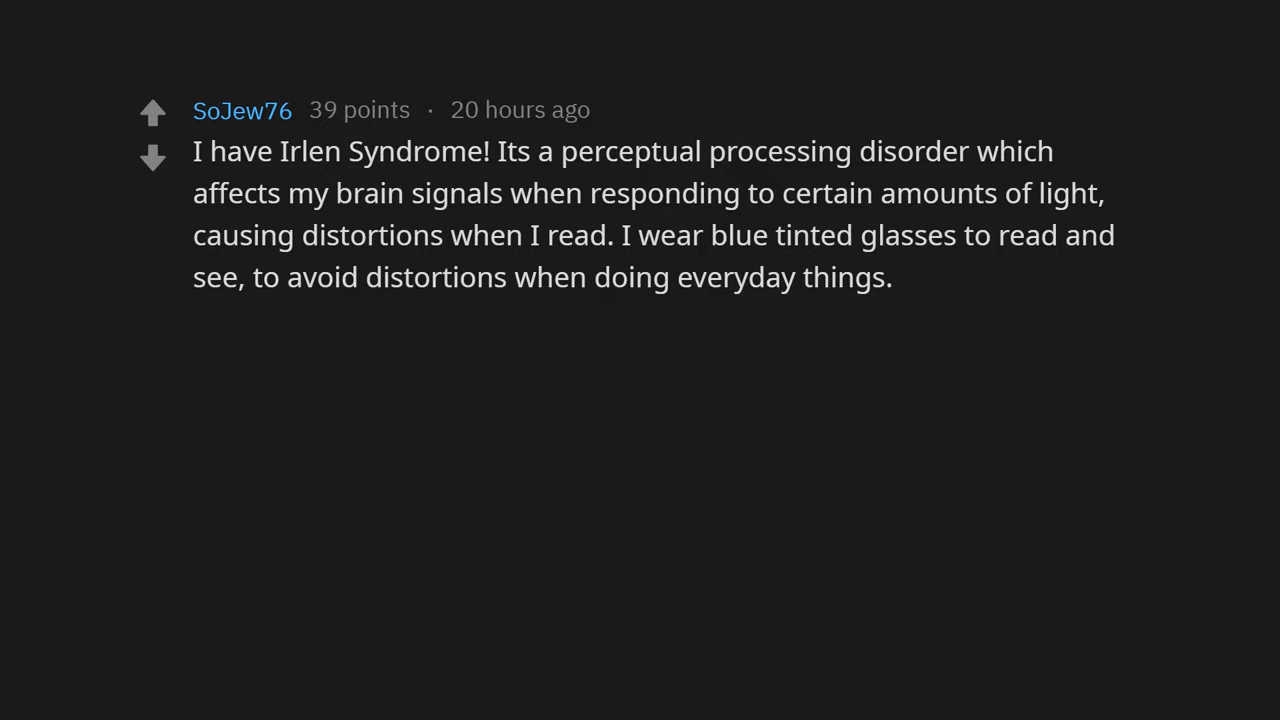 SoJew76 39 points · 20 hours ago
I have Irlen Syndrome! Its a perceptual processing disorder which
affects my brain signals when responding to certain amounts of light,
causing distortions when I read. I wear blue tinted glasses to read and
see, to avoid distortions when doing everyday things.